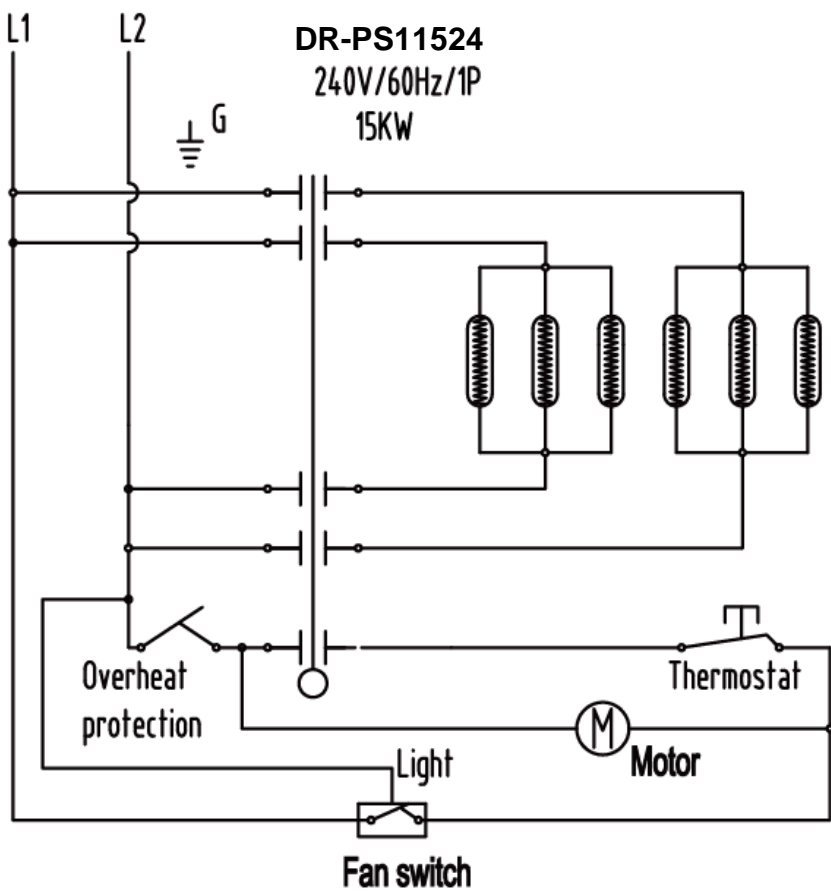 L1 L2 DR-PS11524
240V/60Hz/1P
15KW
G
Overheat
protection
Thermostat
M
Motor
Light
Fan switch